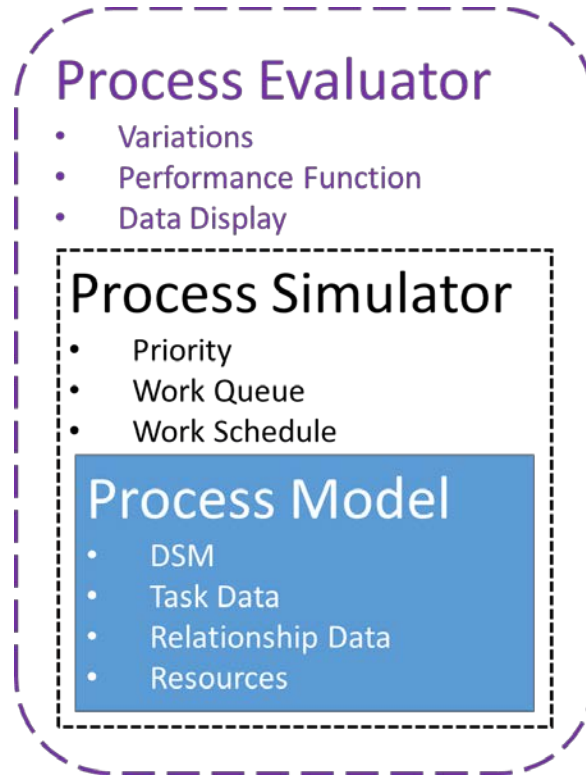 Process Evaluator
• Variations
• Performance Function
• Data Display
Process Simulator
• Priority
• Work Queue
• Work Schedule
Process Model
• DSM
• Task Data
• Relationship Data
• Resources